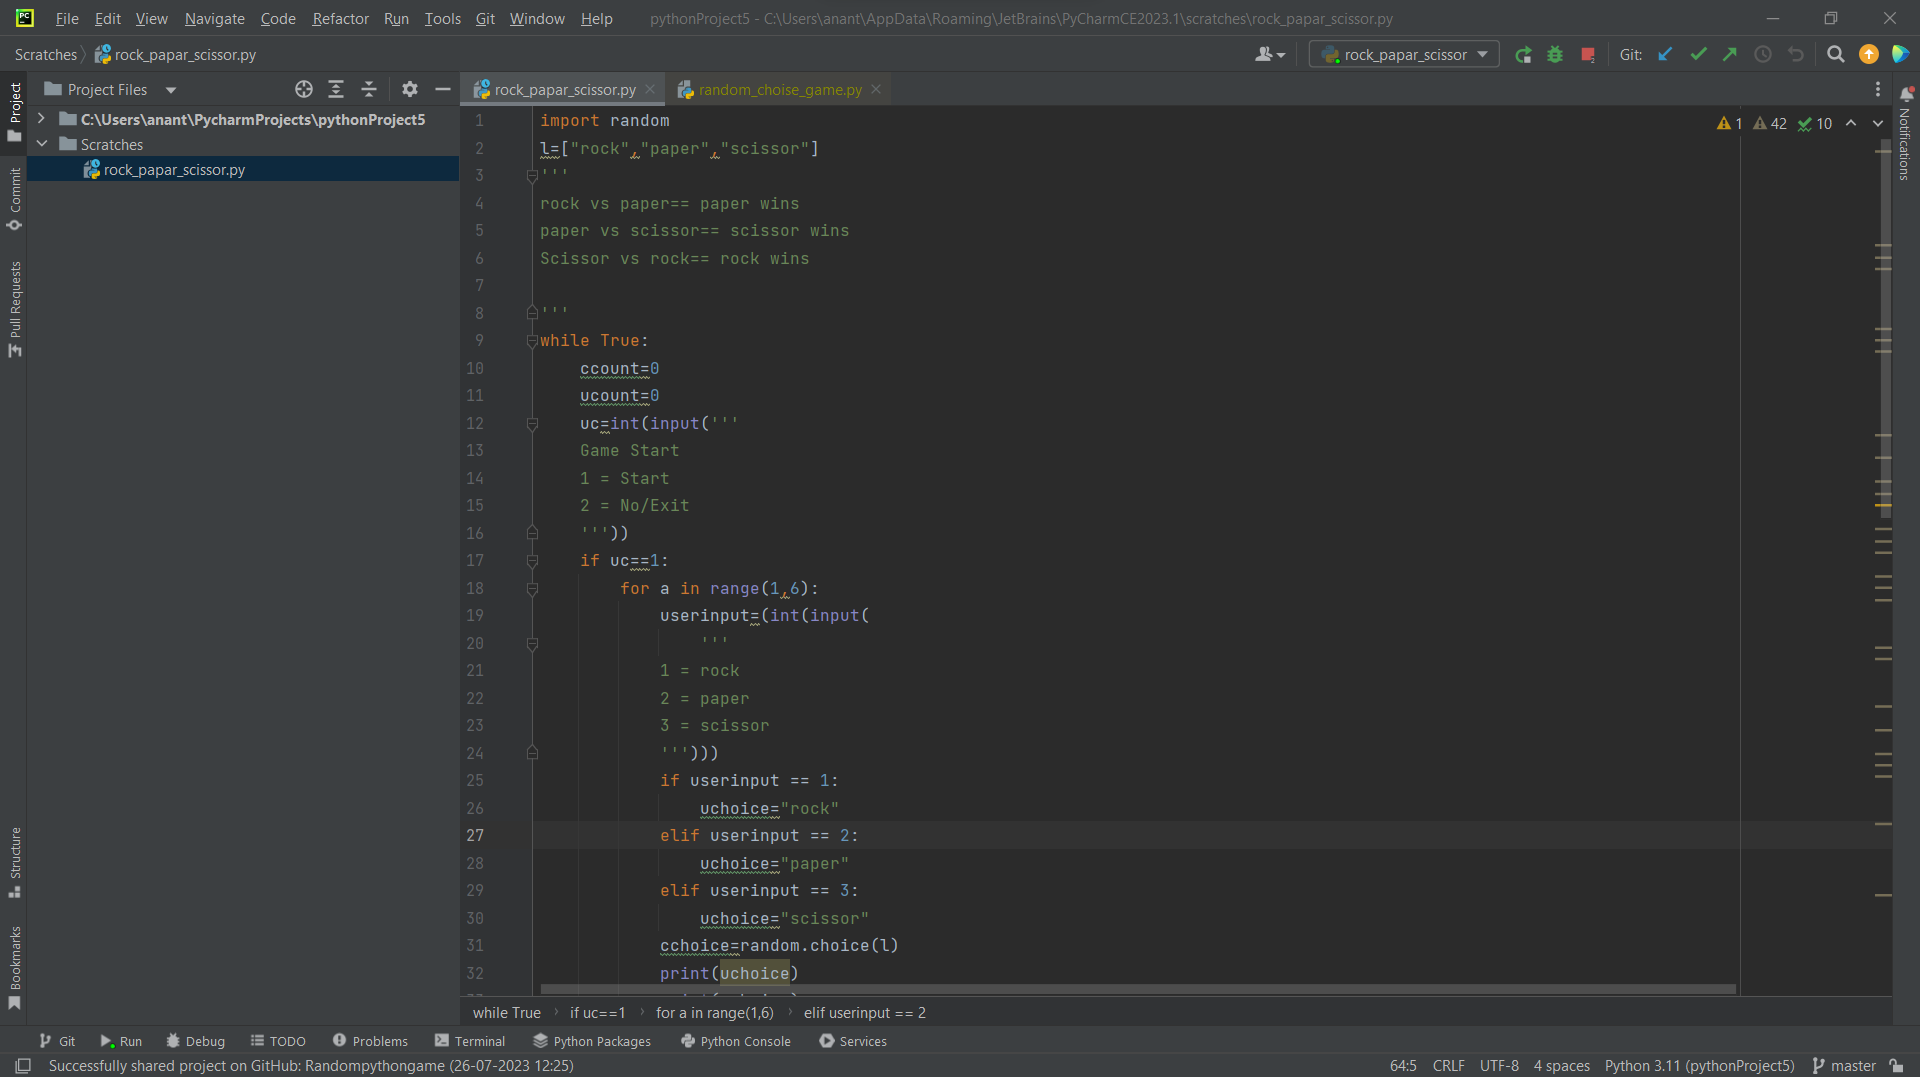 PC File Edit View Navigate Code Refactor Run Tools Git Window Help pythonProject5 - C:\Users\anant\AppData\Roaming\JetBrains\PyCharmCE2023.1\scratches\rock_papar_scissor.py
Scratches rock_papar_scissor.py rock_papar_scissor Git:
Project Project Files rock_papar_scissor.py random_choise_game.py
C:\Users\anant\PycharmProjects\pythonProject5
Scratches
rock_papar_scissor.py
Commit
Pull Requests
Structure
Bookmarks
Notifications
1 42 10
1 import random
2 l=["rock","paper","scissor"]
3 '''
4 rock vs paper== paper wins
5 paper vs scissor== scissor wins
6 Scissor vs rock== rock wins
7
8 '''
9 while True:
10 ccount=0
11 ucount=0
12 uc=int(input('''
13 Game Start
14 1 = Start
15 2 = No/Exit
16 '''))
17 if uc==1:
18 for a in range(1,6):
19 userinput=(int(input(
20 '''
21 1 = rock
22 2 = paper
23 3 = scissor
24 ''')))
25 if userinput == 1:
26 uchoice="rock"
27 elif userinput == 2:
28 uchoice="paper"
29 elif userinput == 3:
30 uchoice="scissor"
31 cchoice=random.choice(l)
32 print(uchoice)
while True if uc==1 for a in range(1,6) elif userinput == 2
Git Run Debug TODO Problems Terminal Python Packages Python Console Services
Successfully shared project on GitHub: Randompythongame (26-07-2023 12:25) 64:5 CRLF UTF-8 4 spaces Python 3.11 (pythonProject5) master